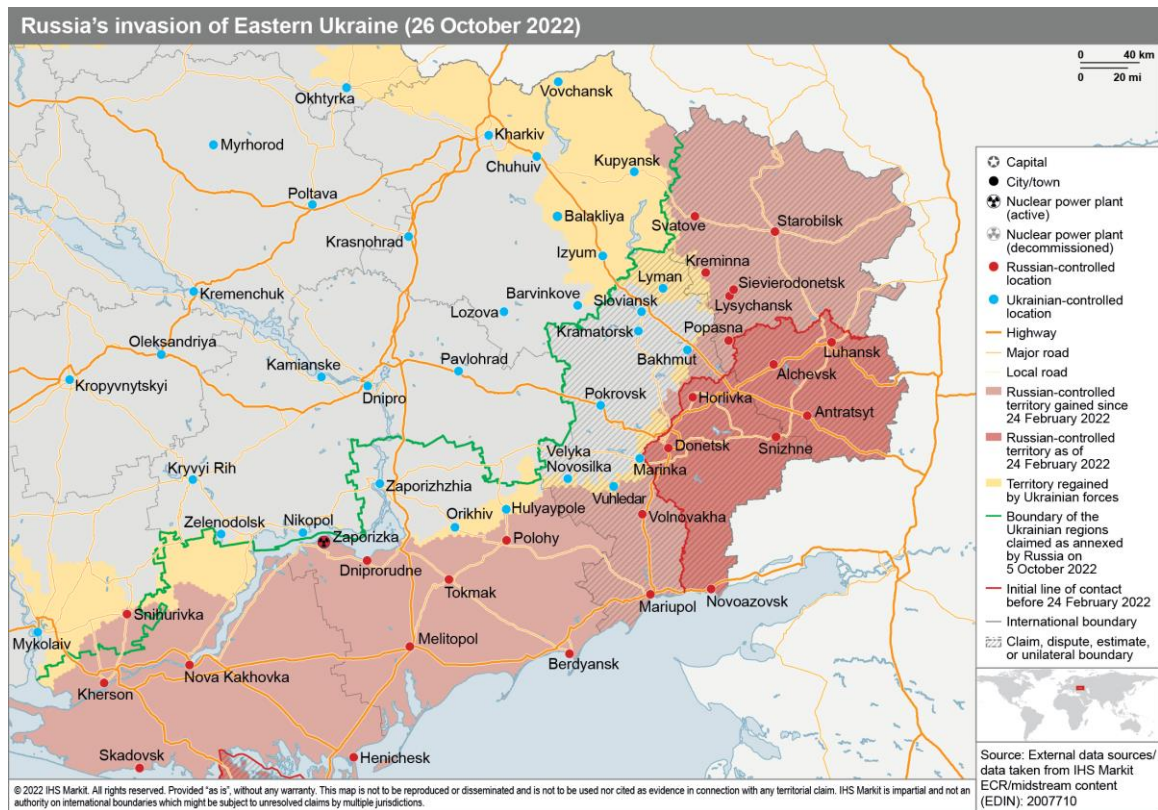 Russia's invasion of Eastern Ukraine (26 October 2022)
0 40 km
0 20 mi
Okhtyrka
Vovchansk
Myrhorod
Kharkiv
Chuhuiv
Kupyansk
Poltava
Balakliya
Svatove
Starobilsk
Krasnohrad
Izyum
Kreminna
Lyman
Sievierodonetsk
Kremenchuk
Barvinkove
Sloviansk
Lysychansk
Lozova
Kramatorsk
Popasna
Oleksandriya
Luhansk
Bakhmut
Kamianske
Pavlohrad
Alchevsk
Kropyvnytskyi
Dnipro
Pokrovsk
Horlivka
Antratsyt
Donetsk
Snizhne
Velyka
Novosilka
Marinka
Kryvyi Rih
Zaporizhzhia
Vuhledar
Zelenodolsk
Nikopol
Orikhiv
Hulyaypole
Volnovakha
Zaporizka
Polohy
Dniprorudne
Tokmak
Snihurivka
Mariupol
Novoazovsk
Mykolaiv
Melitopol
Berdyansk
Nova Kakhovka
Kherson
Skadovsk
Henichesk
Capital
City/town
Nuclear power plant
(active)
Nuclear power plant
(decommissioned)
Russian-controlled
location
Ukrainian-controlled
location
Highway
Major road
Local road
Russian-controlled
territory gained since
24 February 2022
Russian-controlled
territory as of
24 February 2022
Territory regained
by Ukrainian forces
Boundary of the
Ukrainian regions
claimed as annexed
by Russia on
5 October 2022
Initial line of contact
before 24 February 2022
International boundary
Claim, dispute, estimate,
or unilateral boundary
Source: External data sources/
data taken from IHS Markit
ECR/midstream content
(EDIN): 2007710
© 2022 IHS Markit. All rights reserved. Provided "as is", without any warranty. This map is not to be reproduced or disseminated and is not to be used nor cited as evidence in connection with any territorial claim. IHS Markit is impartial and not an
authority on international boundaries which might be subject to unresolved claims by multiple jurisdictions.